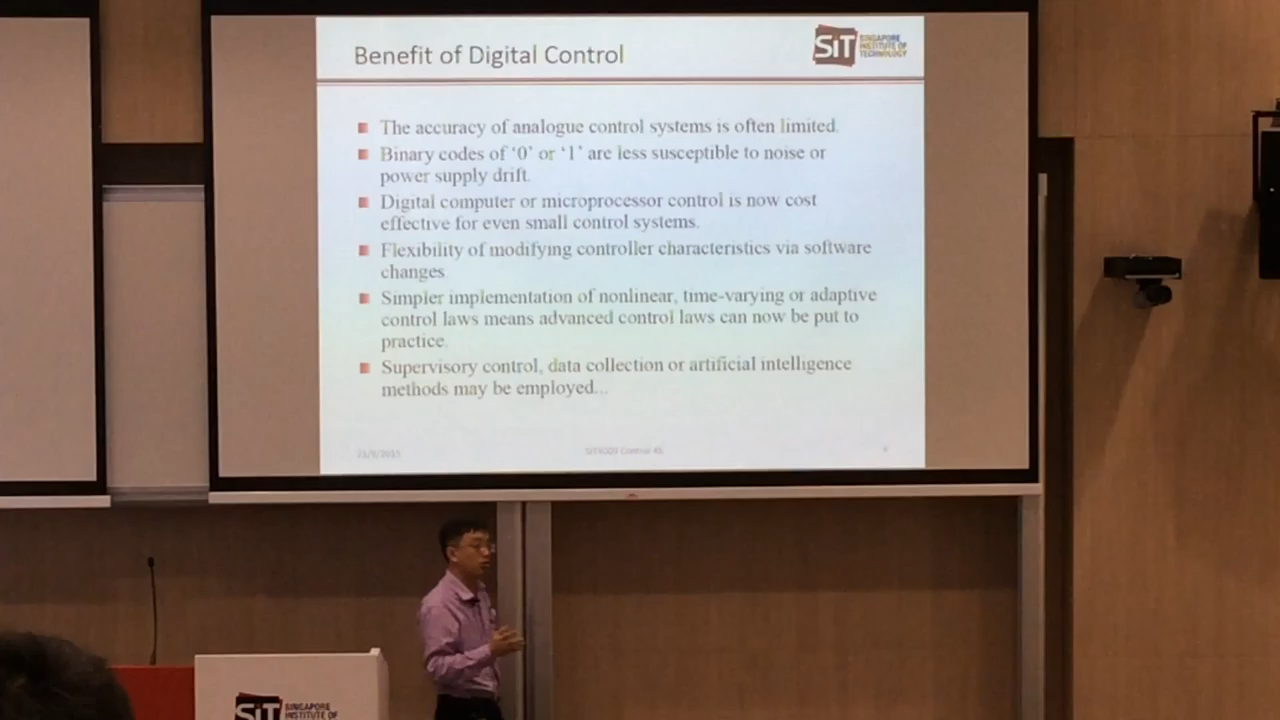 Benefit of Digital Control
SiT
SINGAPORE
INSTITUTE OF
TECHNOLOGY
The accuracy of analogue control systems is often limited.
Binary codes of ‘0’ or ‘1’ are less susceptible to noise or
power supply drift.
Digital computer or microprocessor control is now cost
effective for even small control systems.
Flexibility of modifying controller characteristics via software
changes
Simpler implementation of nonlinear, time-varying or adaptive
control laws means advanced control laws can now be put to
practice.
Supervisory control, data collection or artificial intelligence
methods may be employed...
SiT
SINGAPORE
INSTITUTE OF